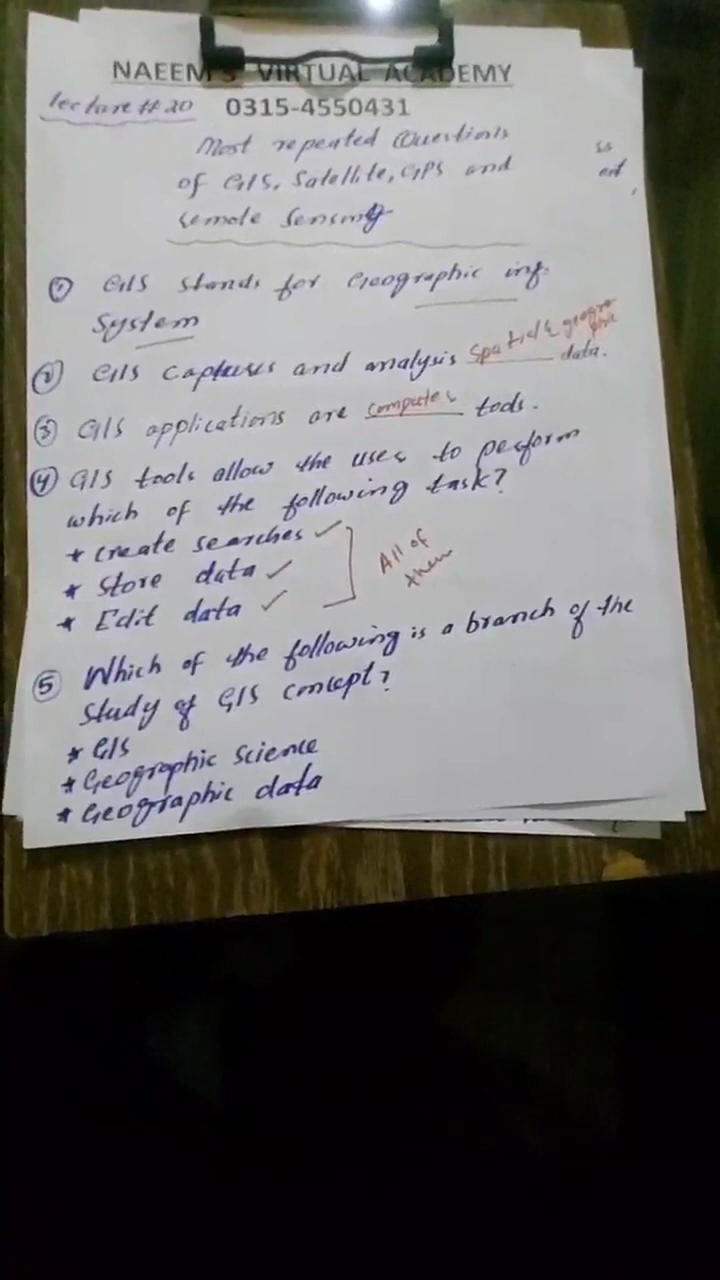 NAEEM's VIRTUAL ACADEMY
lecture # 20 0315-4550431
Most repeated Questions
of GIS, Satellite, GPS and
remote Sensing
① GIS stands for Geographic inf.
System
② GIS captures and analysis spatial & geographic data.
③ GIS applications are computer tools.
④ GIS tools allow the user to perform
which of the following task?
* Create searches ✓
* Store data ✓
* Edit data ✓
All of
them
⑤ Which of the following is a branch of the
study of GIS concept?
* GIS
* Geographic Science
* Geographic data